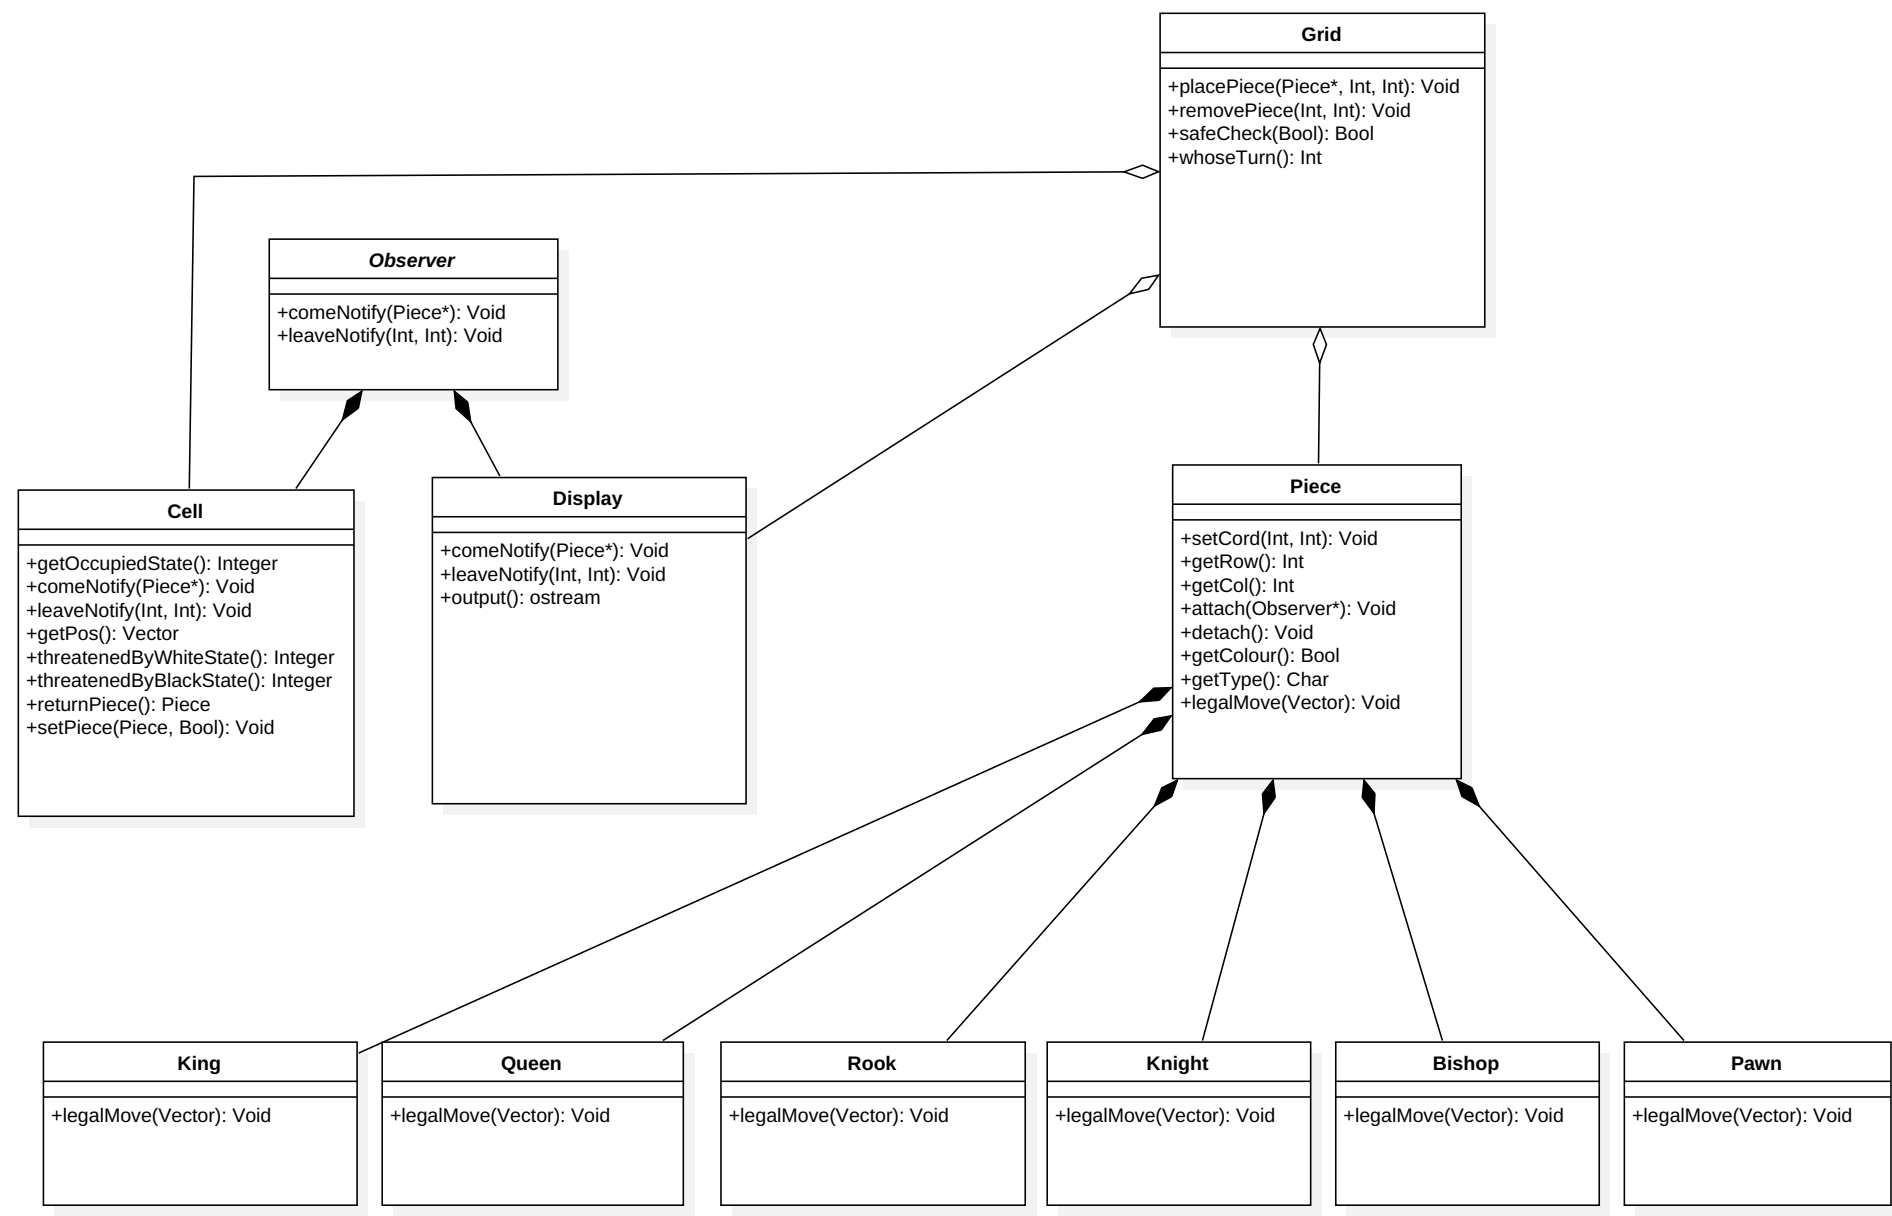 Grid
+placePiece(Piece*, Int, Int): Void
+removePiece(Int, Int): Void
+safeCheck(Bool): Bool
+whoseTurn(): Int
Observer
+comeNotify(Piece*): Void
+leaveNotify(Int, Int): Void
Cell
+getOccupiedState(): Integer
+comeNotify(Piece*): Void
+leaveNotify(Int, Int): Void
+getPos(): Vector
+threatenedByWhiteState(): Integer
+threatenedByBlackState(): Integer
+returnPiece(): Piece
+setPiece(Piece, Bool): Void
Display
+comeNotify(Piece*): Void
+leaveNotify(Int, Int): Void
+output(): ostream
Piece
+setCord(Int, Int): Void
+getRow(): Int
+getCol(): Int
+attach(Observer*): Void
+detach(): Void
+getColour(): Bool
+getType(): Char
+legalMove(Vector): Void
King
+legalMove(Vector): Void
Queen
+legalMove(Vector): Void
Rook
+legalMove(Vector): Void
Knight
+legalMove(Vector): Void
Bishop
+legalMove(Vector): Void
Pawn
+legalMove(Vector): Void